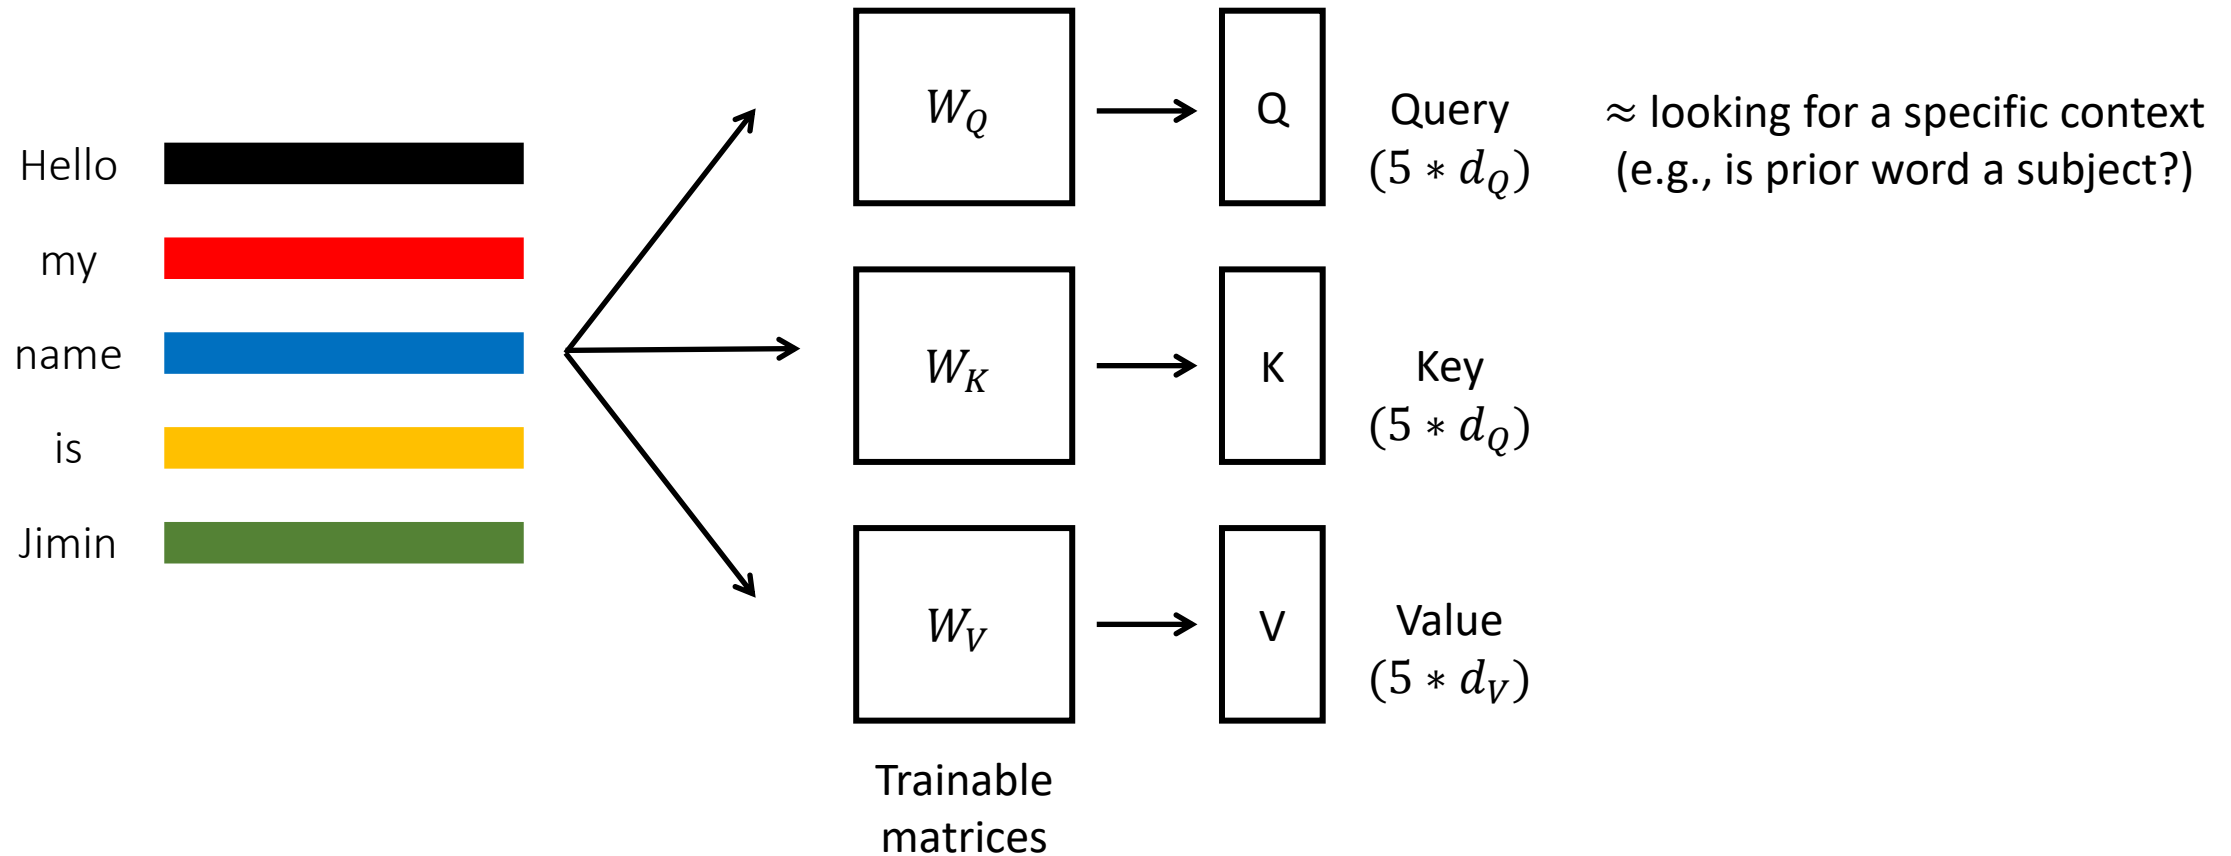 Hello
my
name
is
Jimin
W_Q
Q
Query
(5 ∗ d_Q)
≈ looking for a specific context
(e.g., is prior word a subject?)
W_K
K
Key
(5 ∗ d_Q)
W_V
V
Value
(5 ∗ d_V)
Trainable
matrices